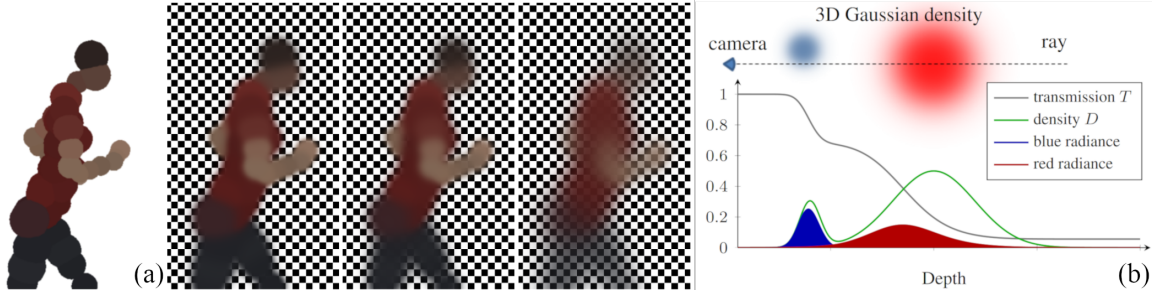 (a)
3D Gaussian density
camera
ray
1
0.8
0.6
0.4
0.2
0
transmission T
density D
blue radiance
red radiance
Depth
(b)